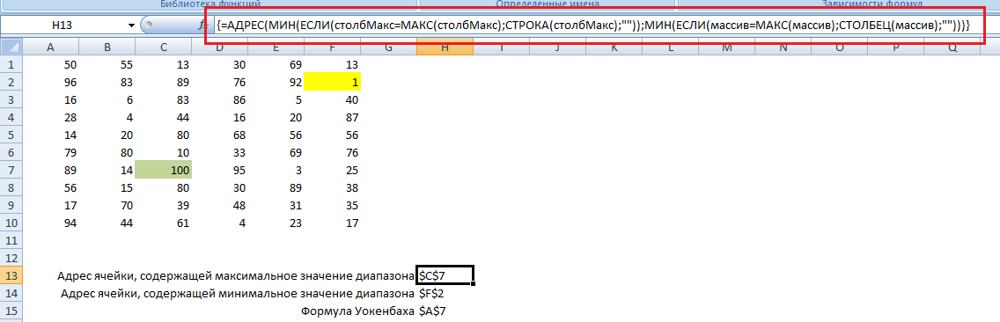 Библиотека функций Определенные имена Зависимости формул
H13 fx {=АДРЕС(МИН(ЕСЛИ(столбМакс=МАКС(столбМакс);СТРОКА(столбМакс);""));МИН(ЕСЛИ(массив=МАКС(массив);СТОЛБЕЦ(массив);"")))}
A B C D E F G H I J K L M N O P Q
1 50 55 13 30 69 13
2 96 83 89 76 92 1
3 16 6 83 86 5 40
4 28 4 44 16 20 87
5 14 20 80 68 56 56
6 79 80 10 33 69 76
7 89 14 100 95 3 25
8 56 15 80 30 89 38
9 17 70 39 48 31 35
10 94 44 61 4 23 17
11
12
13 Адрес ячейки, содержащей максимальное значение диапазона $C$7
14 Адрес ячейки, содержащей минимальное значение диапазона $F$2
15 Формула Уокенбаха $A$7